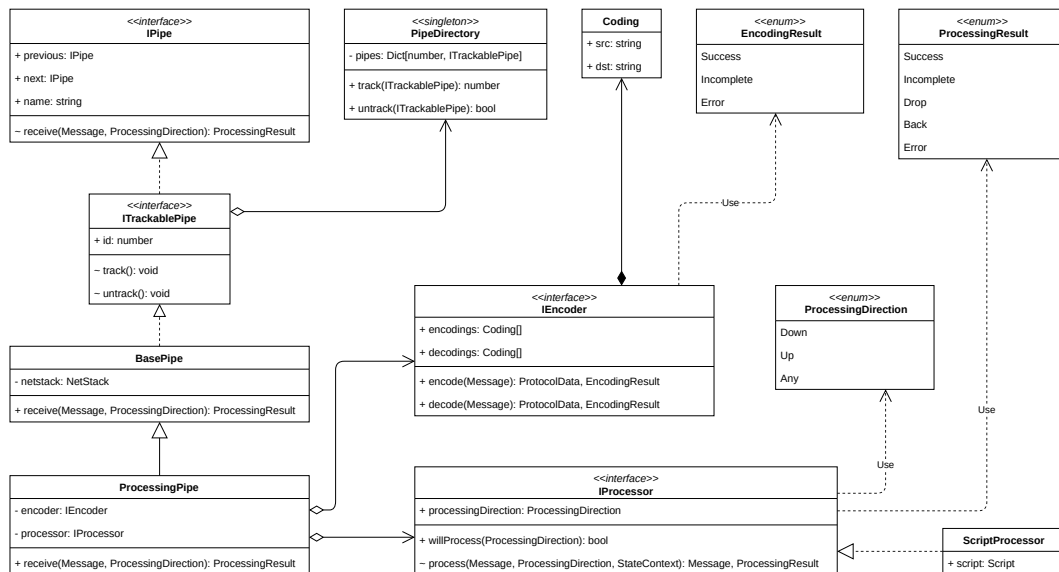 <<interface>>
IPipe
+ previous: IPipe
+ next: IPipe
+ name: string
~ receive(Message, ProcessingDirection): ProcessingResult
<<singleton>>
PipeDirectory
- pipes: Dict[number, ITrackablePipe]
+ track(ITrackablePipe): number
+ untrack(ITrackablePipe): bool
Coding
+ src: string
+ dst: string
<<enum>>
EncodingResult
Success
Incomplete
Error
<<enum>>
ProcessingResult
Success
Incomplete
Drop
Back
Error
<<interface>>
ITrackablePipe
+ id: number
~ track(): void
~ untrack(): void
Use
<<interface>>
IEncoder
+ encodings: Coding[]
+ decodings: Coding[]
+ encode(Message): ProtocolData, EncodingResult
+ decode(Message): ProtocolData, EncodingResult
<<enum>>
ProcessingDirection
Down
Up
Any
BasePipe
- netstack: NetStack
+ receive(Message, ProcessingDirection): ProcessingResult
Use
Use
ProcessingPipe
- encoder: IEncoder
- processor: IProcessor
+ receive(Message, ProcessingDirection): ProcessingResult
<<interface>>
IProcessor
+ processingDirection: ProcessingDirection
+ willProcess(ProcessingDirection): bool
~ process(Message, ProcessingDirection, StateContext): Message, ProcessingResult
ScriptProcessor
+ script: Script